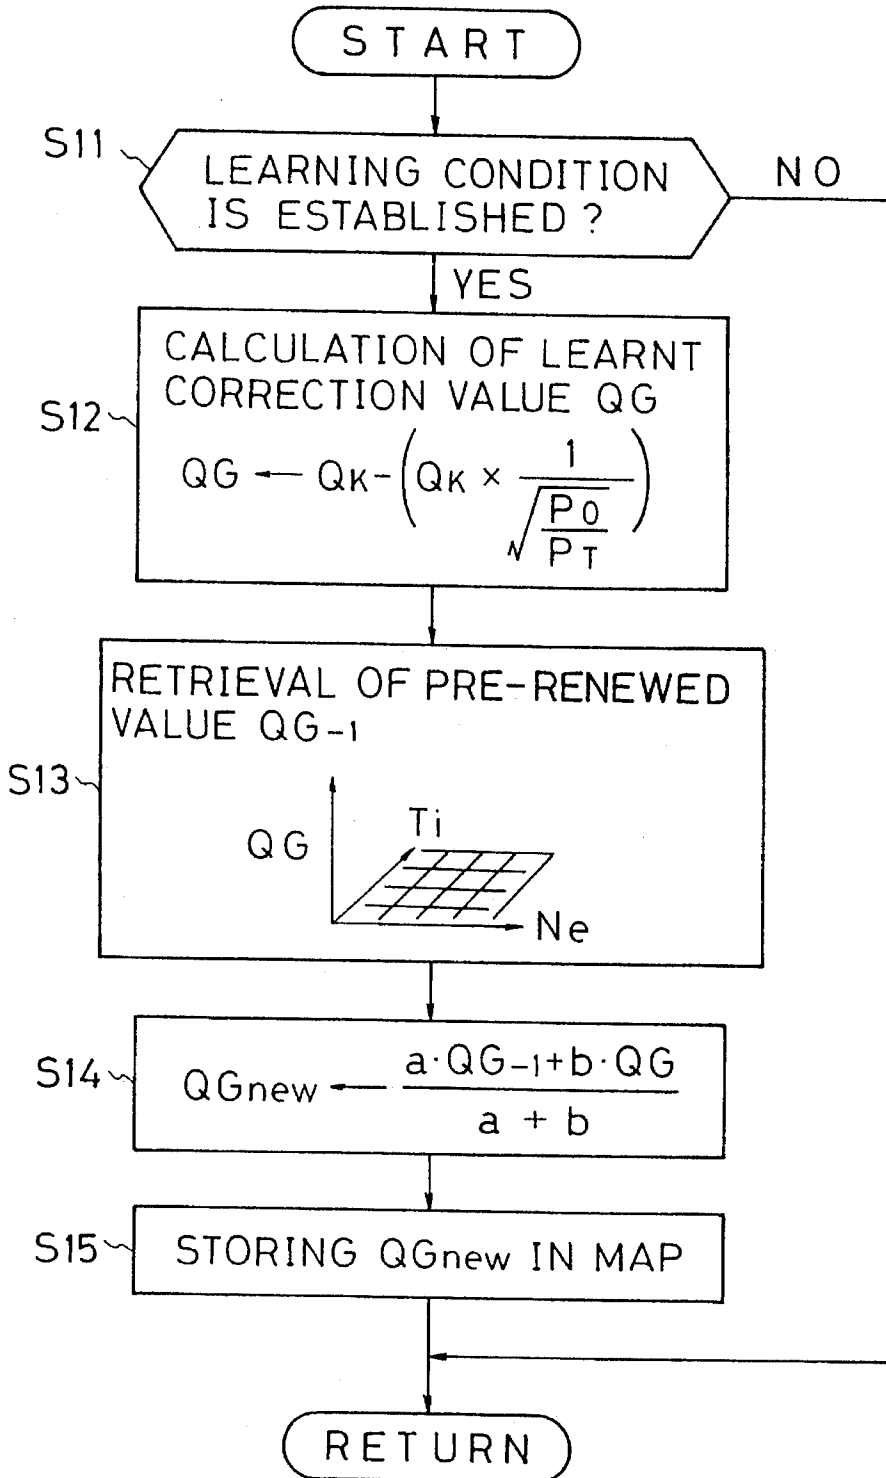 START
S11
LEARNING CONDITION
IS ESTABLISHED ?
NO
YES
S12
CALCULATION OF LEARNT
CORRECTION VALUE QG
QG ← QK-(QK × 1/√(PO/PT))
S13
RETRIEVAL OF PRE-RENEWED
VALUE QG-1
QG
Ti
Ne
S14
QGnew ← (a·QG-1+b·QG)/(a + b)
S15
STORING QGnew IN MAP
RETURN